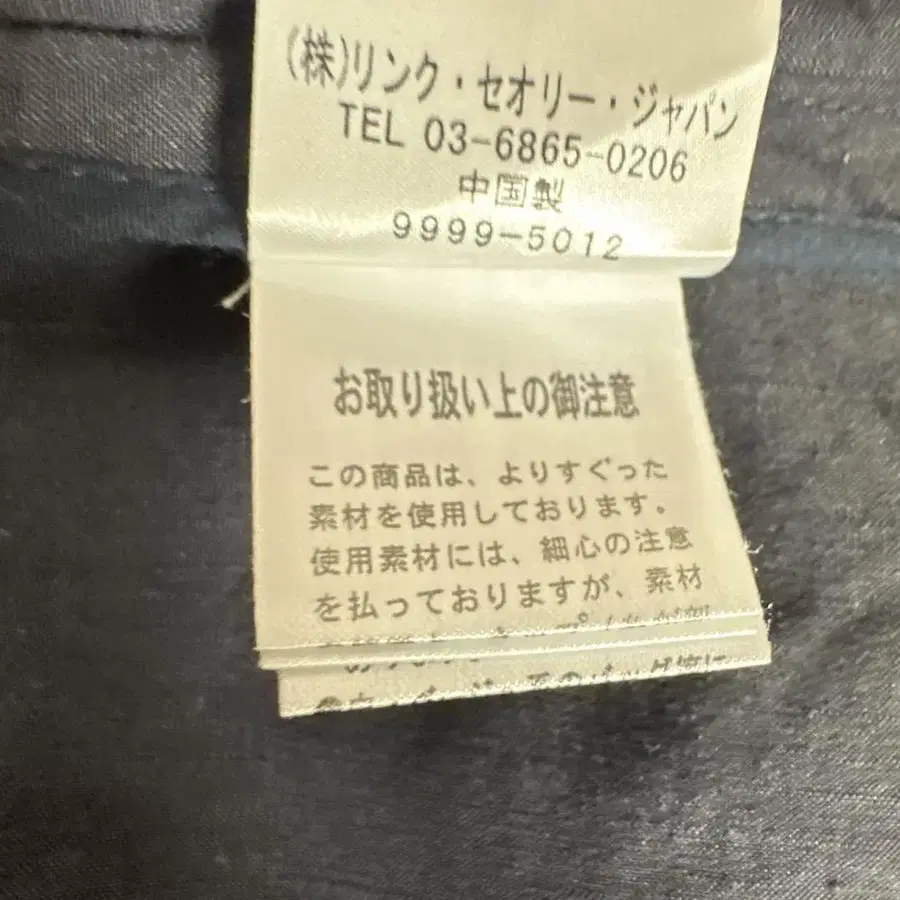 (株)リンク・セオリー・ジャパン
TEL 03-6865-0206
中国製
9999-5012
お取り扱い上の御注意
この商品は、よりすぐった
素材を使用しております。
使用素材には、細心の注意
を払っておりますが、素材